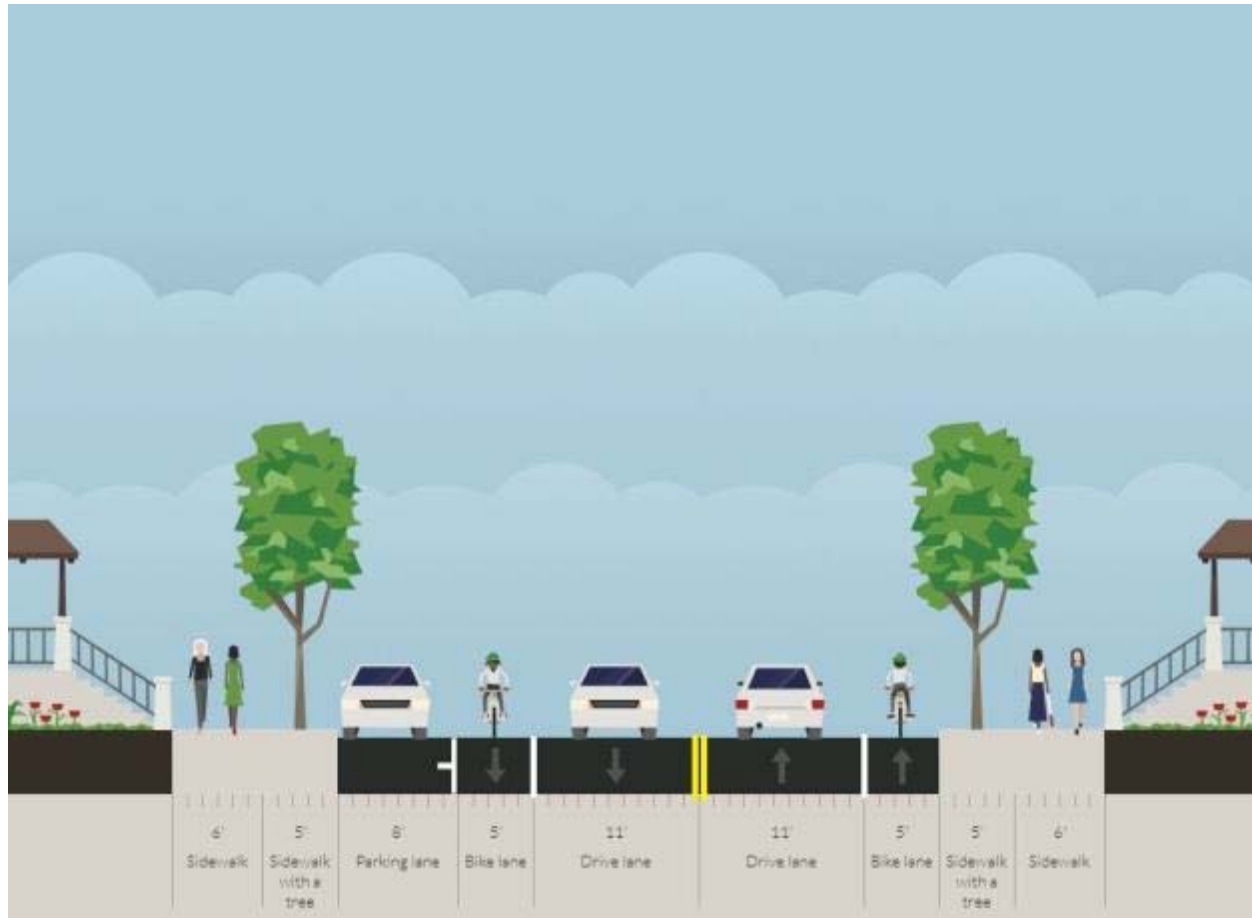 6' 5' 8' 5' 11' 11' 5' 5' 6'
Sidewalk Sidewalk Parking lane Bike lane Drive lane Drive lane Bike lane Sidewalk Sidewalk
with a with a
tree tree